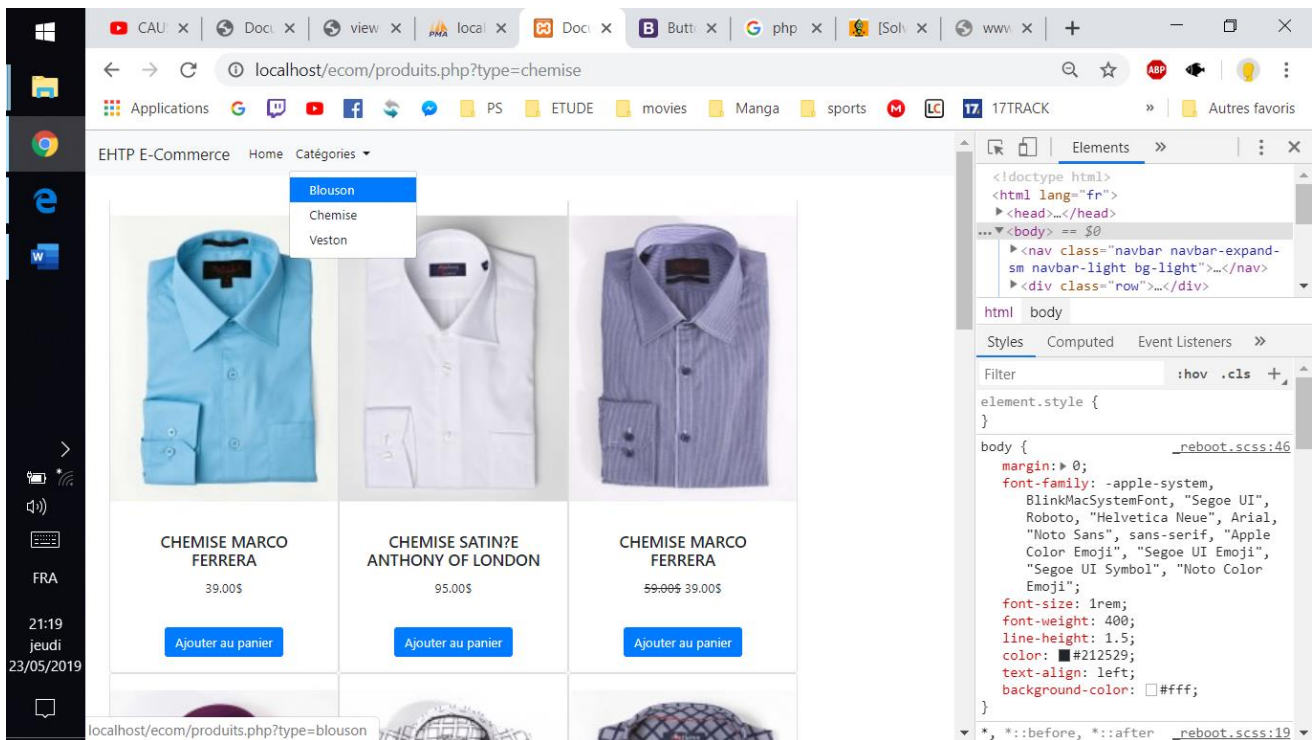 CAU
Docu
view
local
Docu
Butt
php
[Solv
www
localhost/ecom/produits.php?type=chemise
ABP
Applications
PS
ETUDE
movies
Manga
sports
LC
17TRACK
»
Autres favoris
EHTP E-Commerce Home Catégories
Blouson
Chemise
Veston
CHEMISE MARCO
FERRERA
39.00$
Ajouter au panier
CHEMISE SATIN?E
ANTHONY OF LONDON
95.00$
Ajouter au panier
CHEMISE MARCO
FERRERA
59.00$ 39.00$
Ajouter au panier
localhost/ecom/produits.php?type=blouson
Elements »
<!doctype html>
<html lang="fr">
<head>…</head>
...<body> == $0
<nav class="navbar navbar-expand-
sm navbar-light bg-light">…</nav>
<div class="row">…</div>
html body
Styles Computed Event Listeners »
Filter :hov .cls +
element.style {
}
body { _reboot.scss:46
margin: 0;
font-family: -apple-system,
BlinkMacSystemFont, "Segoe UI",
Roboto, "Helvetica Neue", Arial,
"Noto Sans", sans-serif, "Apple
Color Emoji", "Segoe UI Emoji",
"Segoe UI Symbol", "Noto Color
Emoji";
font-size: 1rem;
font-weight: 400;
line-height: 1.5;
color: #212529;
text-align: left;
background-color: #fff;
}
*, *::before, *::after _reboot.scss:19
FRA
21:19
jeudi
23/05/2019